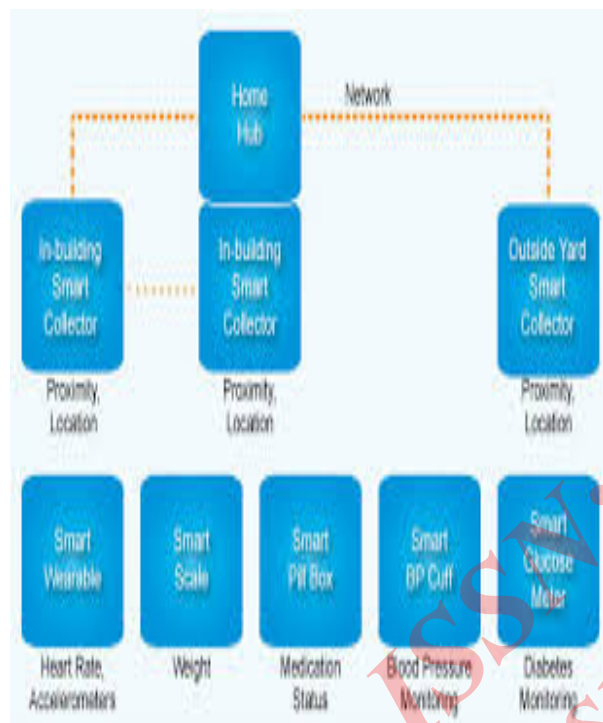 Home
Hub
Network
In-building
Smart
Collector
In-building
Smart
Collector
Outside Yard
Smart
Collector
Proximity,
Location
Proximity,
Location
Proximity,
Location
Smart
Wearable
Smart
Scale
Smart
Pill Box
Smart
BP Cuff
Smart
Glucose
Meter
Heart Rate,
Accelerometers
Weight
Medication
Status
Blood Pressure
Monitoring
Diabetes
Monitoring
ISSN